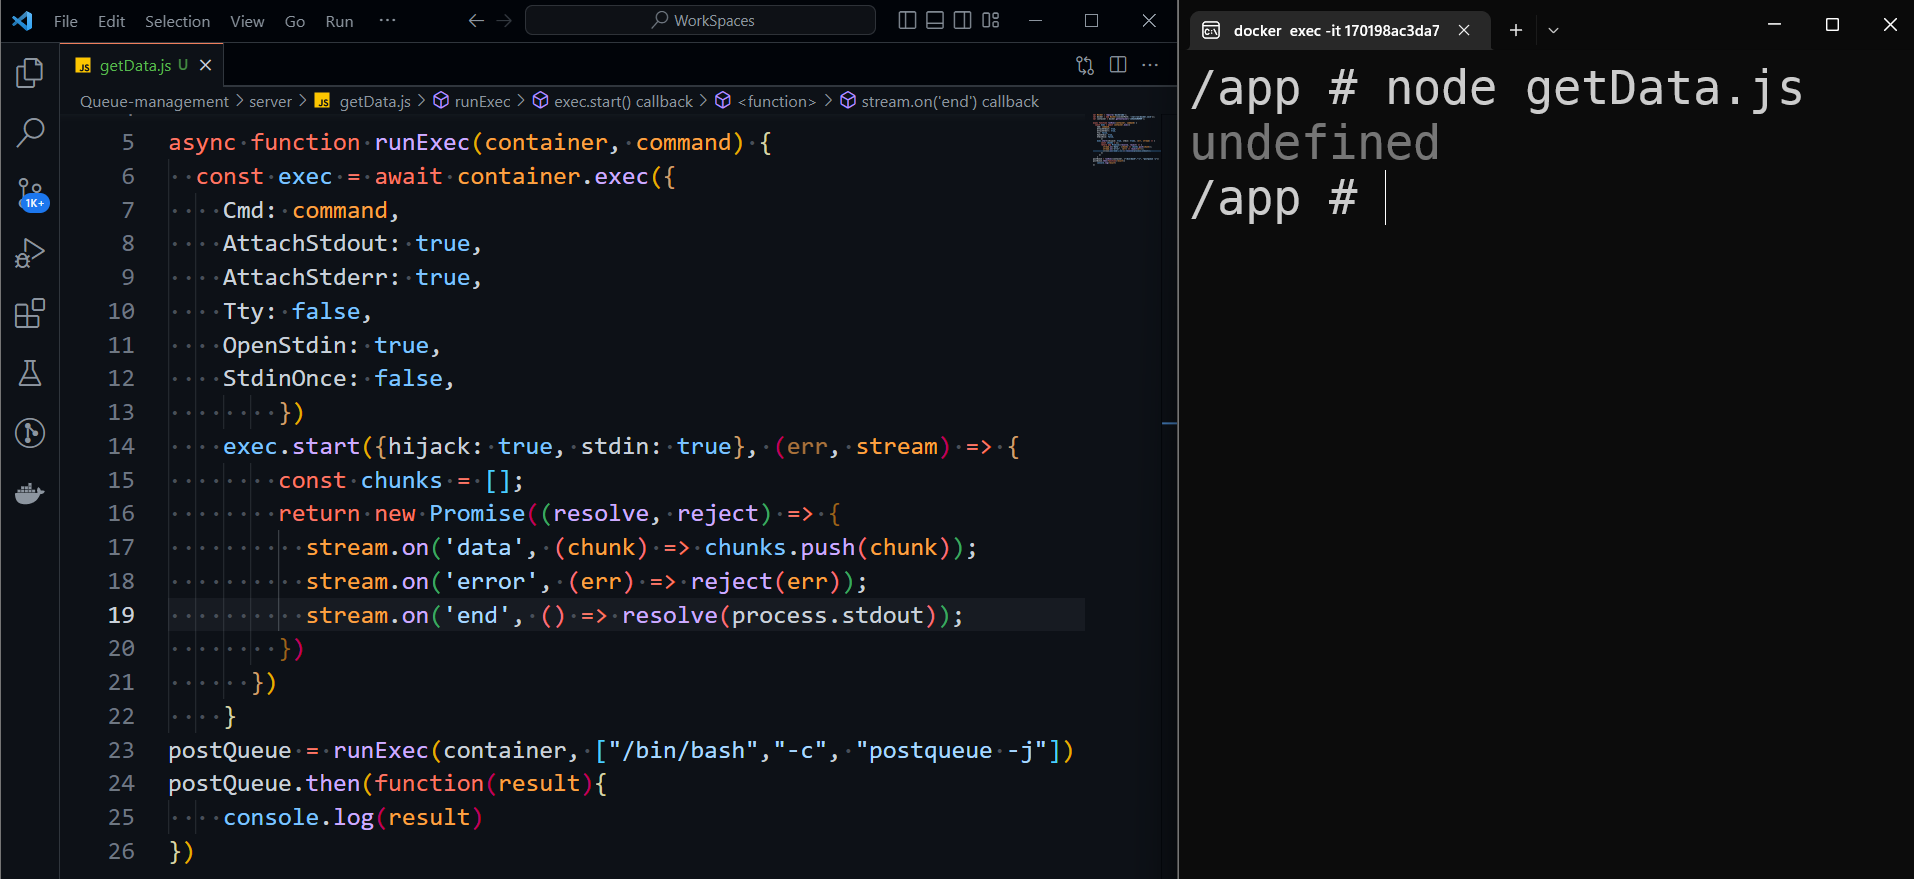 File Edit Selection View Go Run ··· WorkSpaces
getData.js U
Queue-management > server > JS getData.js > runExec > exec.start() callback > <function> > stream.on('end') callback
1K+
5 async function runExec(container, command) {
6 const exec = await container.exec({
7 Cmd: command,
8 AttachStdout: true,
9 AttachStderr: true,
10 Tty: false,
11 OpenStdin: true,
12 StdinOnce: false,
13 })
14 exec.start({hijack: true, stdin: true}, (err, stream) => {
15 const chunks = [];
16 return new Promise((resolve, reject) => {
17 stream.on('data', (chunk) => chunks.push(chunk));
18 stream.on('error', (err) => reject(err));
19 stream.on('end', () => resolve(process.stdout));
20 })
21 })
22 }
23 postQueue = runExec(container, ["/bin/bash","-c", "postqueue -j"])
24 postQueue.then(function(result){
25 console.log(result)
26 })
docker exec -it 170198ac3da7
/app # node getData.js
undefined
/app #